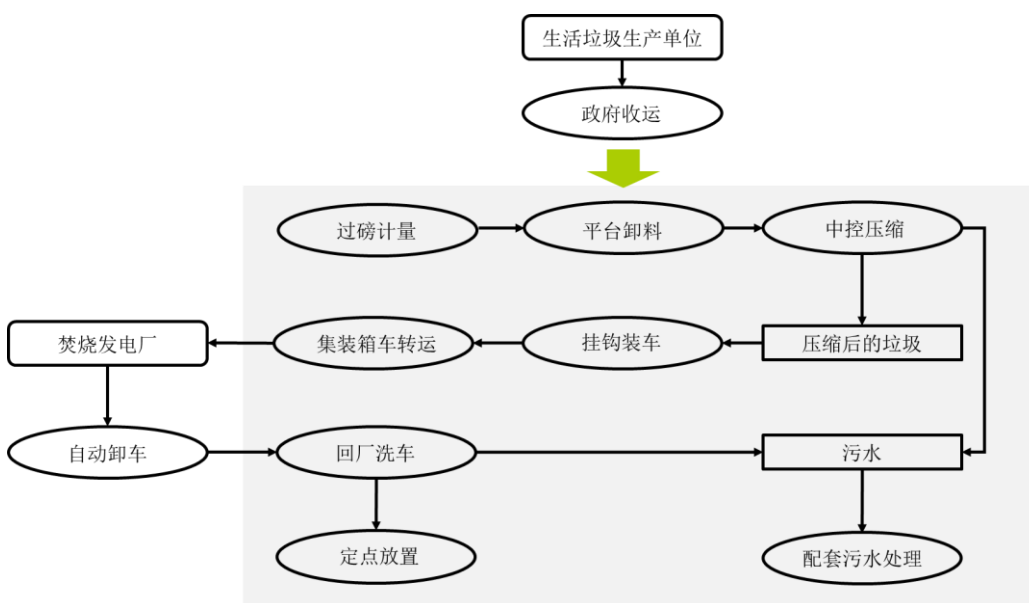 生活垃圾生产单位
政府收运
过磅计量
平台卸料
中控压缩
焚烧发电厂
集装箱车转运
挂钩装车
压缩后的垃圾
自动卸车
回厂洗车
污水
定点放置
配套污水处理